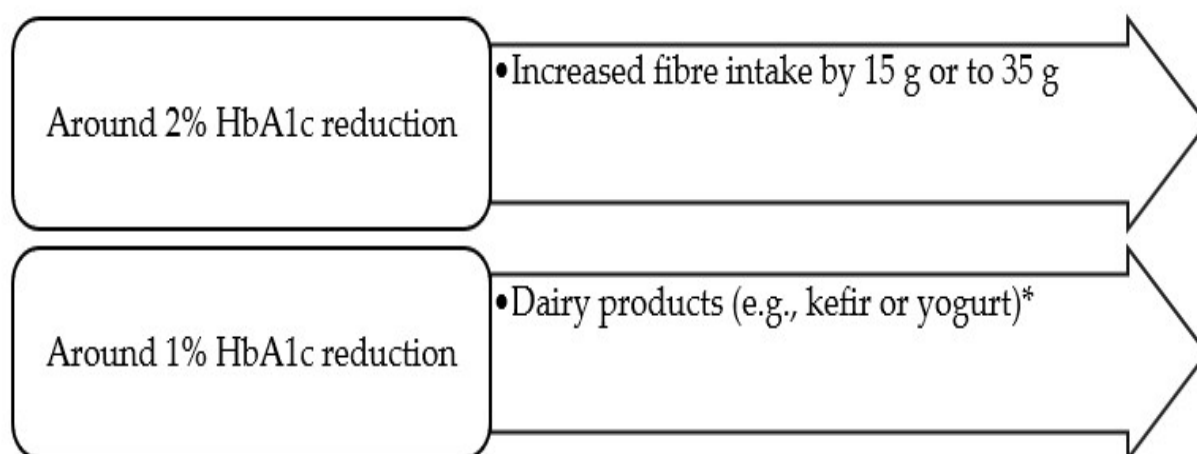 Around 2% HbA1c reduction
•Increased fibre intake by 15 g or to 35 g
Around 1% HbA1c reduction
•Dairy products (e.g., kefir or yogurt)*